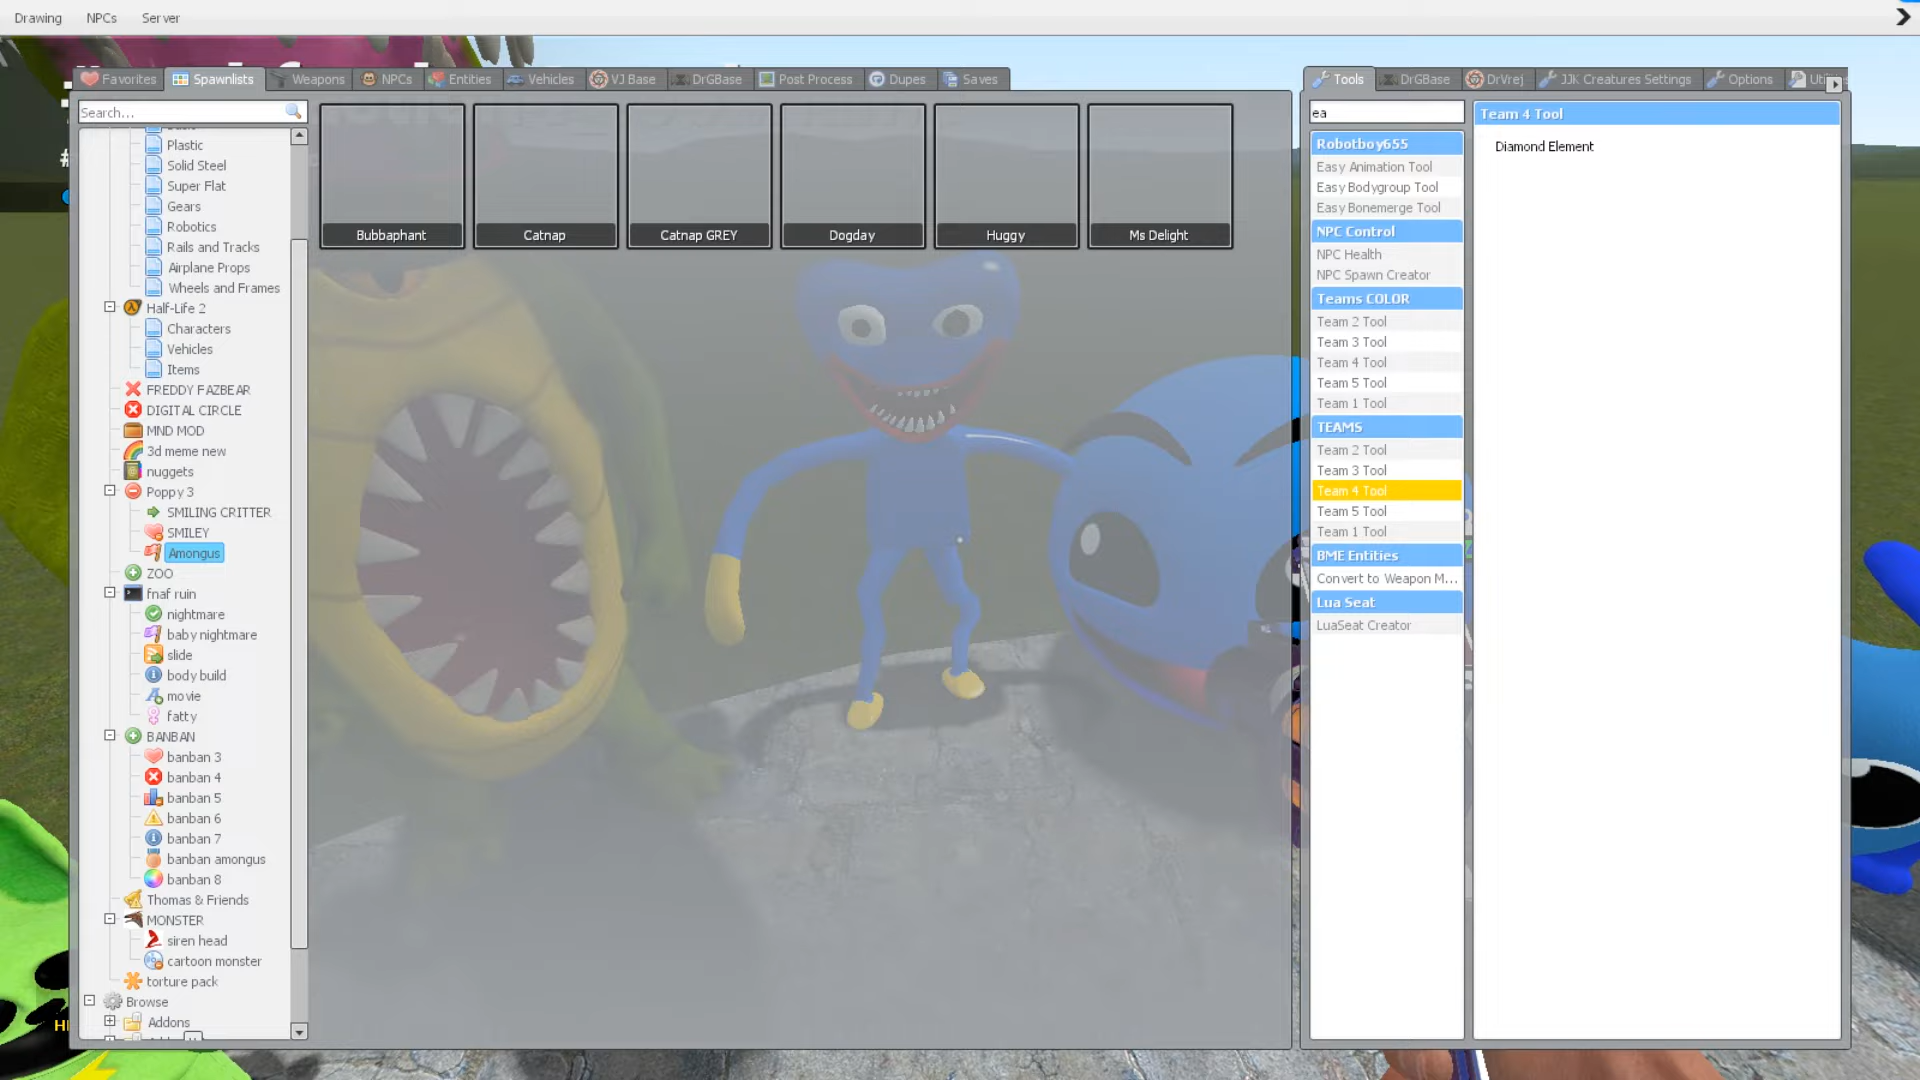 Drawing NPCs Server
Favorites Spawnlists Weapons NPCs Entities Vehicles VJ Base DrGBase Post Process Dupes Saves
Search...
Plastic
Solid Steel
Super Flat
Gears
Robotics
Rails and Tracks
Airplane Props
Wheels and Frames
Half-Life 2
Characters
Vehicles
Items
FREDDY FAZBEAR
DIGITAL CIRCLE
MND MOD
3d meme new
nuggets
Poppy 3
SMILING CRITTER
SMILEY
Amongus
ZOO
fnaf ruin
nightmare
baby nightmare
slide
body build
movie
fatty
BANBAN
banban 3
banban 4
banban 5
banban 6
banban 7
banban amongus
banban 8
Thomas & Friends
MONSTER
siren head
cartoon monster
torture pack
Browse
Addons
Bubbaphant Catnap Catnap GREY Dogday Huggy Ms Delight
Tools DrGBase DrVrej JJK Creatures Settings Options
ea
Robotboy655
Easy Animation Tool
Easy Bodygroup Tool
Easy Bonemerge Tool
NPC Control
NPC Health
NPC Spawn Creator
Teams COLOR
Team 2 Tool
Team 3 Tool
Team 4 Tool
Team 5 Tool
Team 1 Tool
TEAMS
Team 2 Tool
Team 3 Tool
Team 4 Tool
Team 5 Tool
Team 1 Tool
BME Entities
Convert to Weapon M...
Lua Seat
LuaSeat Creator
Team 4 Tool
Diamond Element